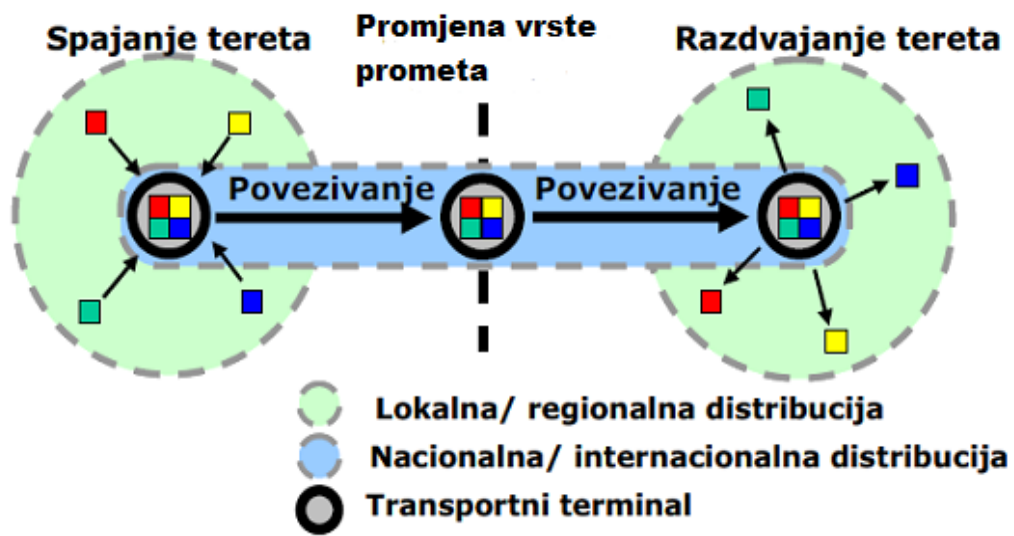 Spajanje tereta
Promjena vrste
prometa
Razdvajanje tereta
Povezivanje
Povezivanje
Lokalna/ regionalna distribucija
Nacionalna/ internacionalna distribucija
Transportni terminal